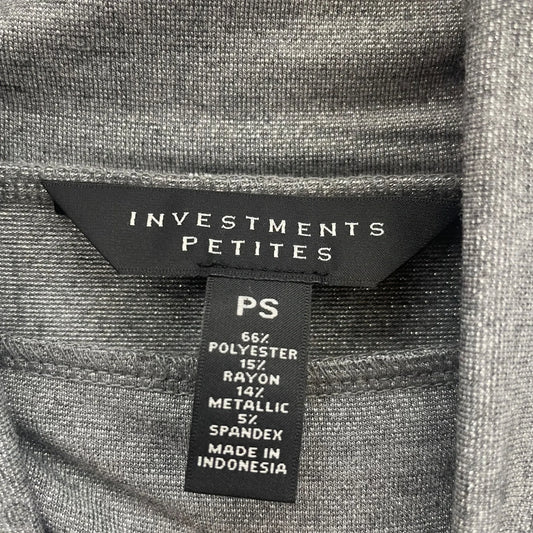 INVESTMENTS
PETITES
PS
66%
POLYESTER
15%
RAYON
14%
METALLIC
5%
SPANDEX
MADE IN
INDONESIA